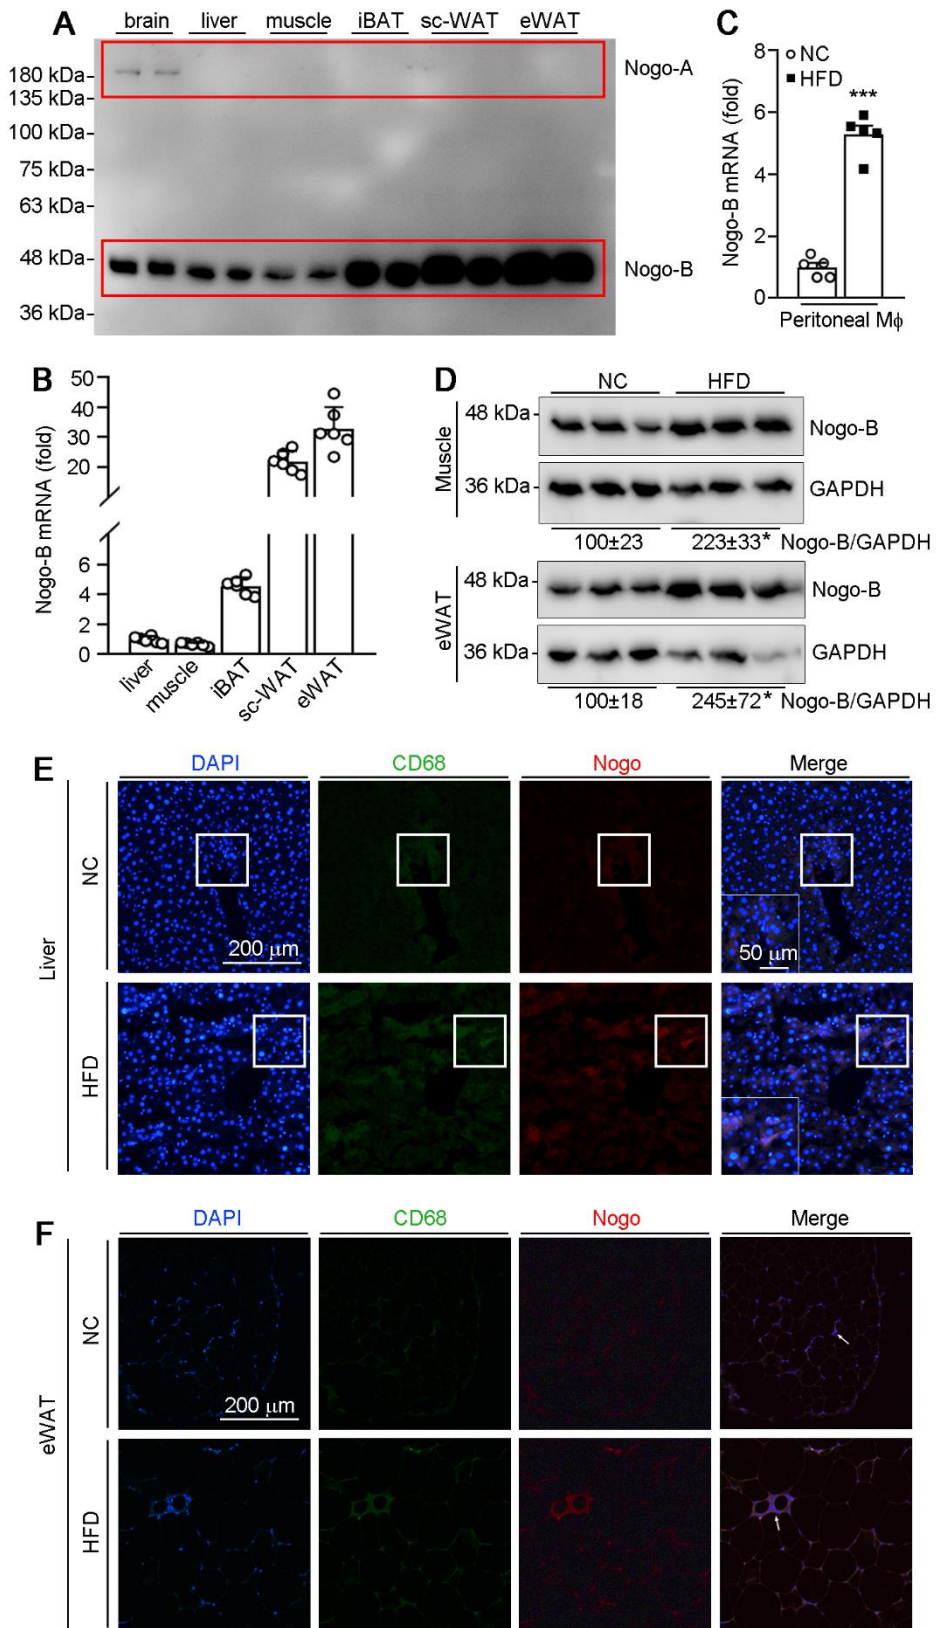 A
brain liver muscle iBAT sc-WAT eWAT
180 kDa
135 kDa
100 kDa
75 kDa
63 kDa
48 kDa
36 kDa
Nogo-A
Nogo-B
C
Nogo-B mRNA (fold)
8
6
4
2
0
NC
HFD
***
Peritoneal Mϕ
B
Nogo-B mRNA (fold)
50
40
30
20
6
4
2
0
liver muscle iBAT sc-WAT eWAT
D
NC HFD
Muscle
48 kDa Nogo-B
36 kDa GAPDH
100±23 223±33* Nogo-B/GAPDH
eWAT
48 kDa Nogo-B
36 kDa GAPDH
100±18 245±72* Nogo-B/GAPDH
E
DAPI CD68 Nogo Merge
Liver
NC
200 μm
50 μm
HFD
F
DAPI CD68 Nogo Merge
eWAT
NC
200 μm
HFD